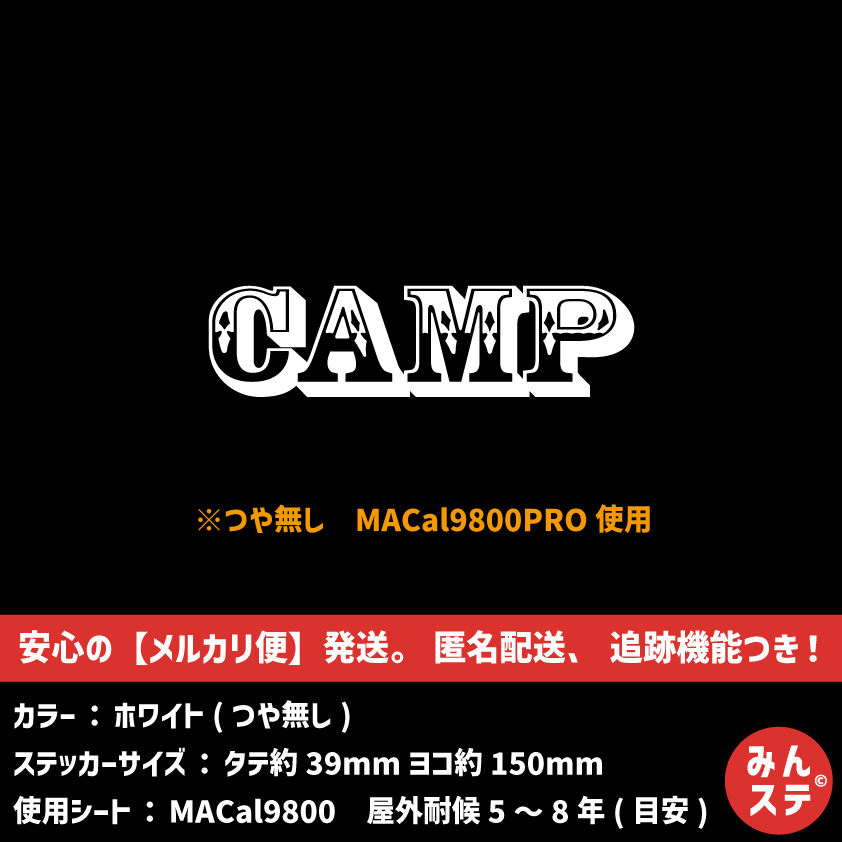 CAMP
※つや無し　MACal9800PRO 使用
安心の【メルカリ便】発送。 匿名配送、 追跡機能つき！
カラー ： ホワイト ( つや無し )
ステッカーサイズ ： タテ約 39mm ヨコ約 150mm
使用シート ： MACal9800　屋外耐候 5 〜 8 年 ( 目安 )
みん
ステ©